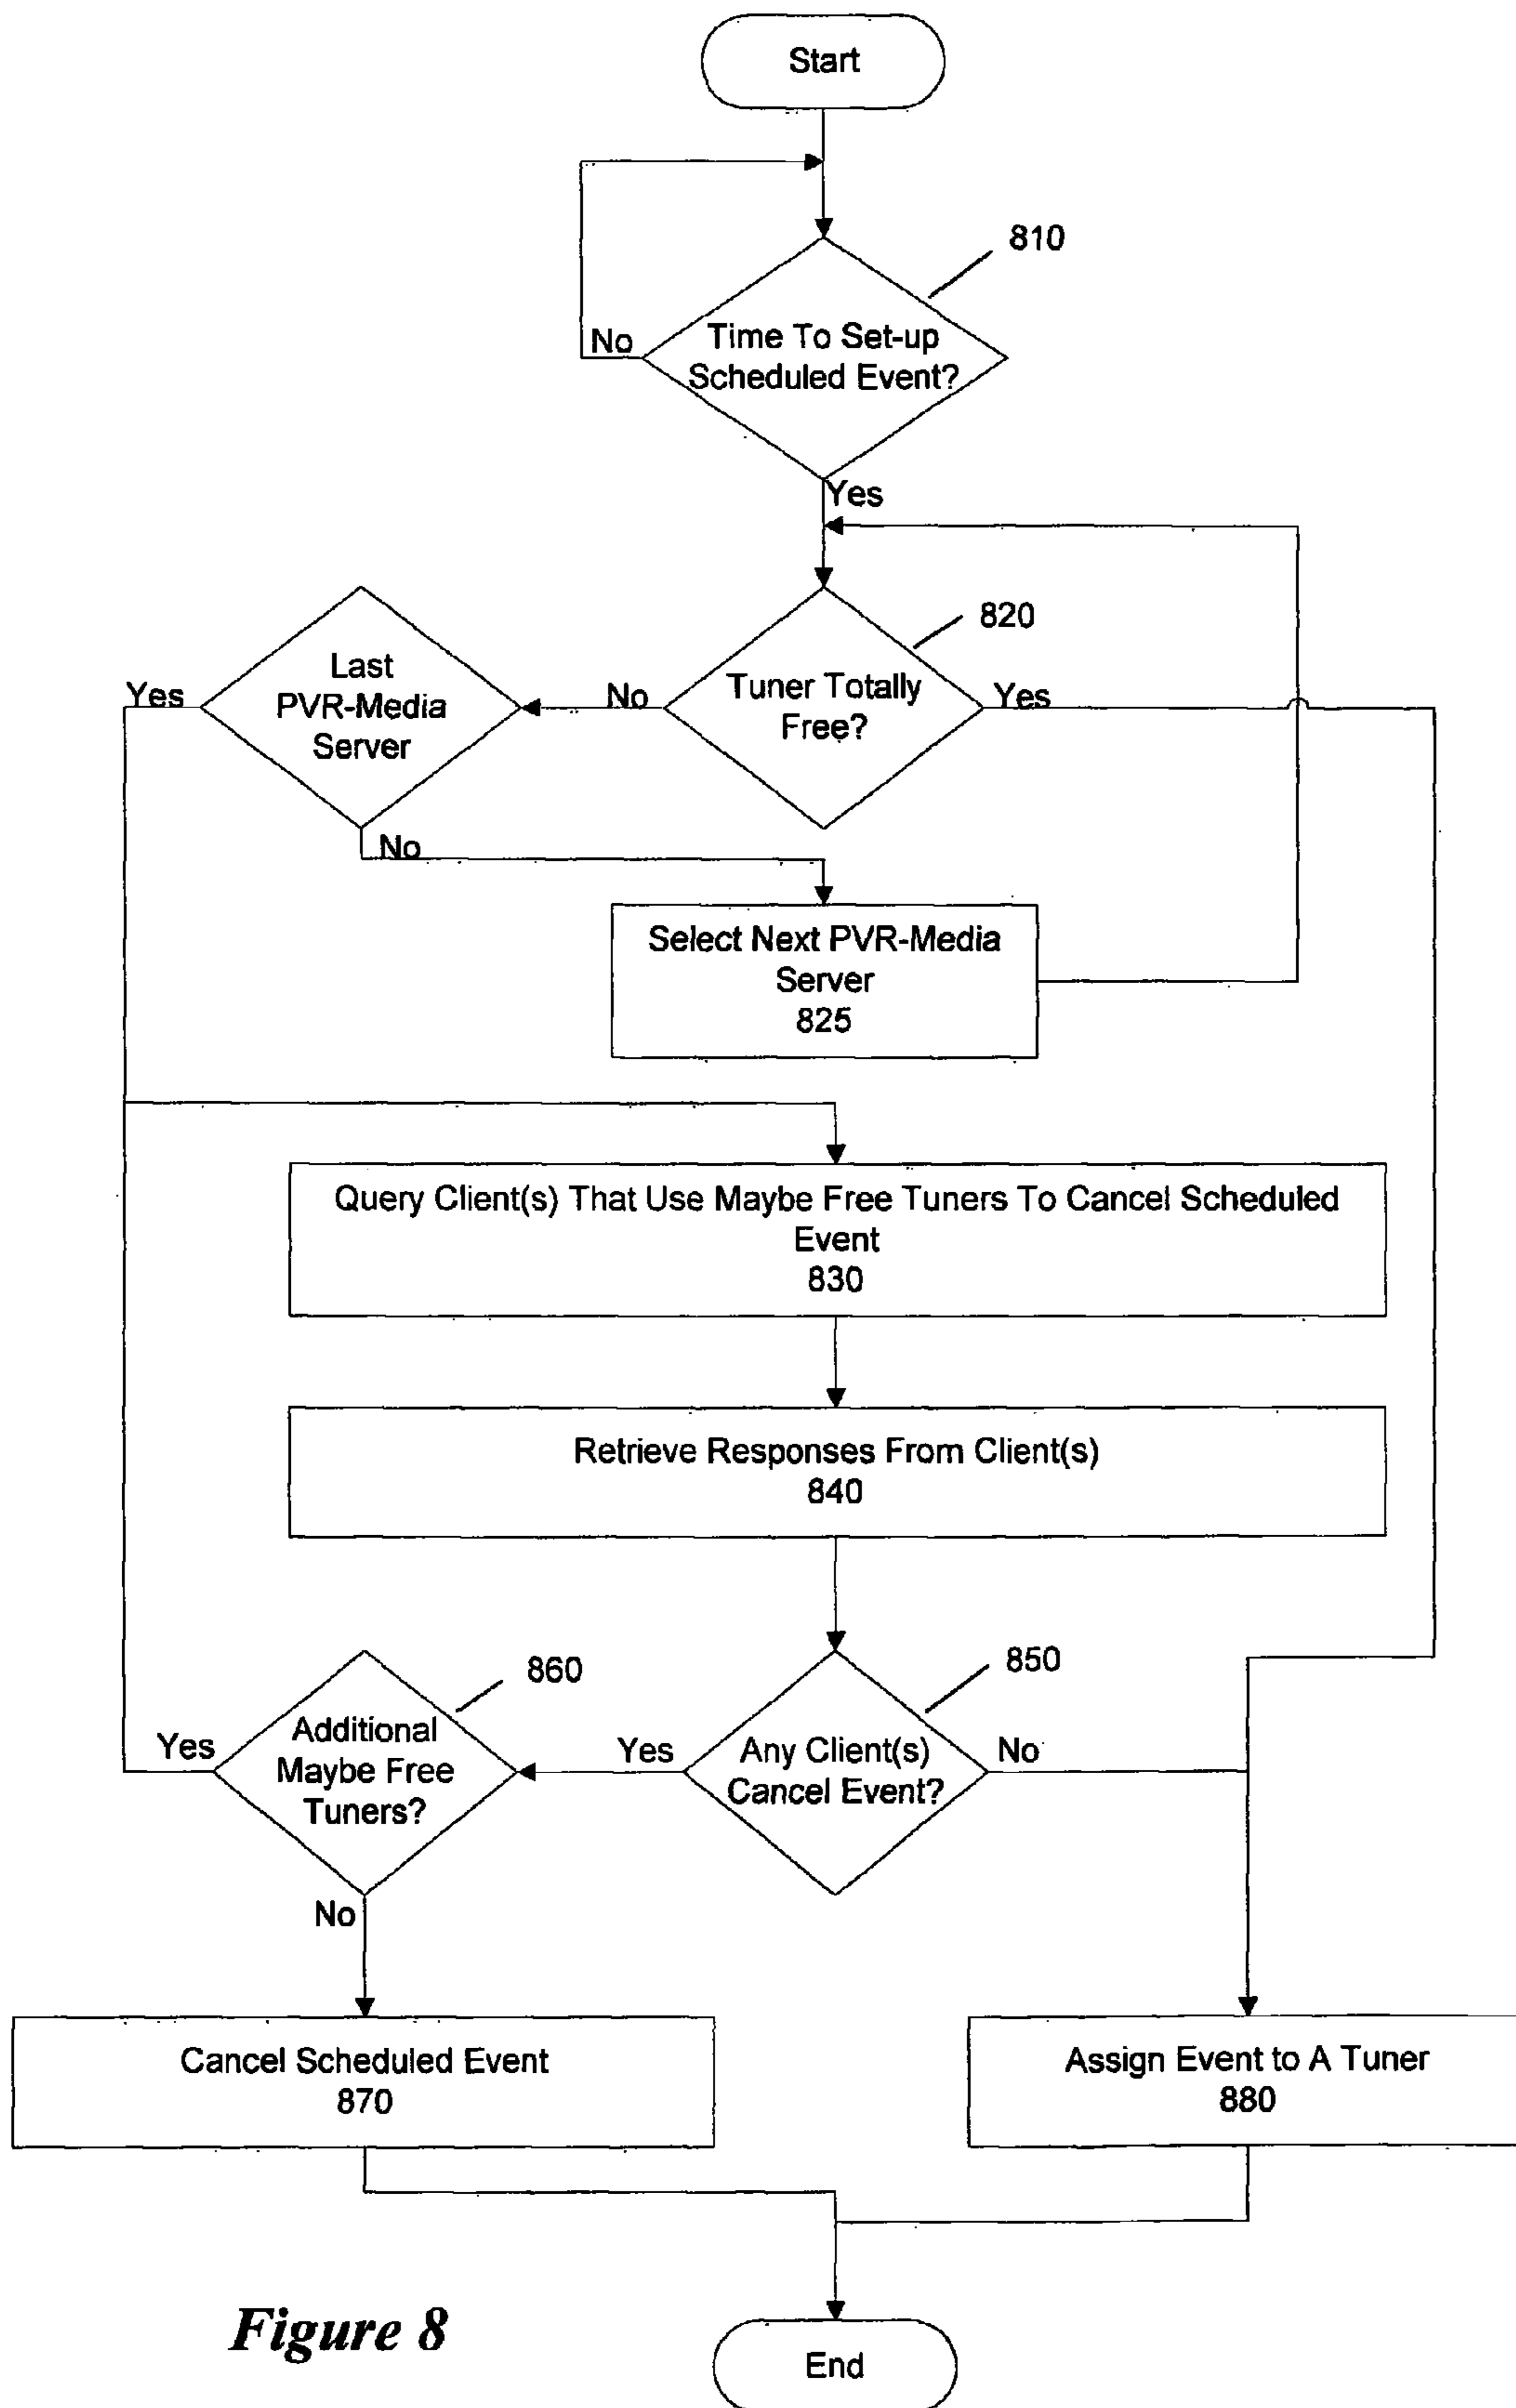 Start
810
No
Time To Set-up
Scheduled Event?
Yes
820
Last
PVR-Media
Server
Yes
No
Tuner Totally
Free?
Yes
No
Select Next PVR-Media
Server
825
Query Client(s) That Use Maybe Free Tuners To Cancel Scheduled
Event
830
Retrieve Responses From Client(s)
840
860
850
Yes
Additional
Maybe Free
Tuners?
Yes
Any Client(s)
Cancel Event?
No
No
Cancel Scheduled Event
870
Assign Event to A Tuner
880
Figure 8
End